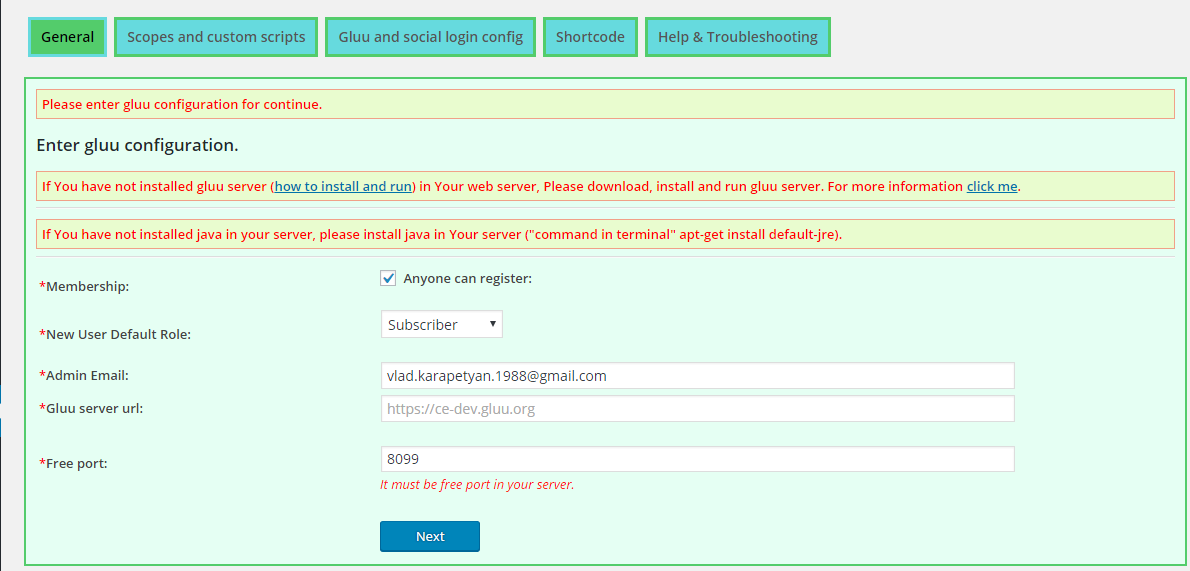 General
Scopes and custom scripts
Gluu and social login config
Shortcode
Help & Troubleshooting
Please enter gluu configuration for continue.
Enter gluu configuration.
If You have not installed gluu server (how to install and run) in Your web server, Please download, install and run gluu server. For more information click me.
If You have not installed java in your server, please install java in Your server ("command in terminal" apt-get install default-jre).
*Membership:
Anyone can register:
*New User Default Role:
Subscriber
*Admin Email:
vlad.karapetyan.1988@gmail.com
*Gluu server url:
https://ce-dev.gluu.org
*Free port:
8099
It must be free port in your server.
Next